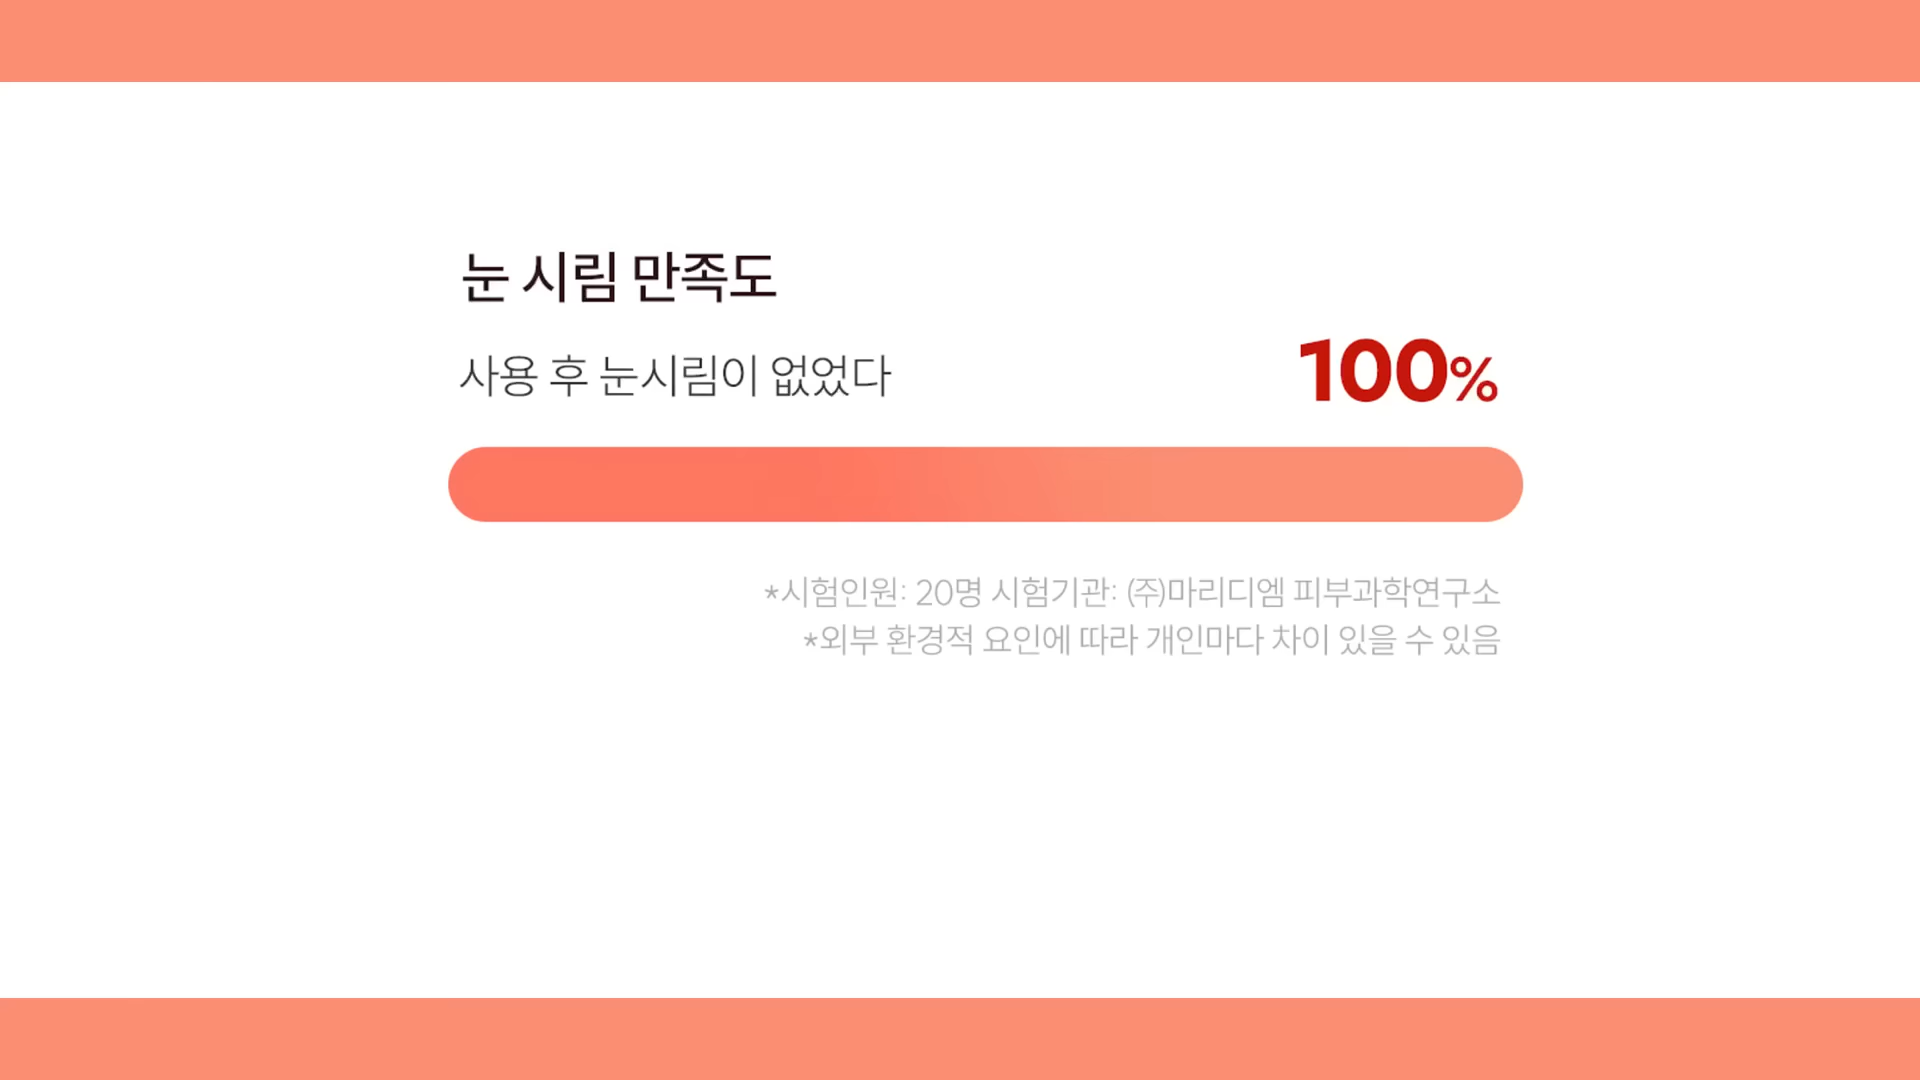 눈 시림 만족도
사용 후 눈시림이 없었다 100%
*시험인원: 20명 시험기관: (주)마리디엠 피부과학연구소
*외부 환경적 요인에 따라 개인마다 차이 있을 수 있음